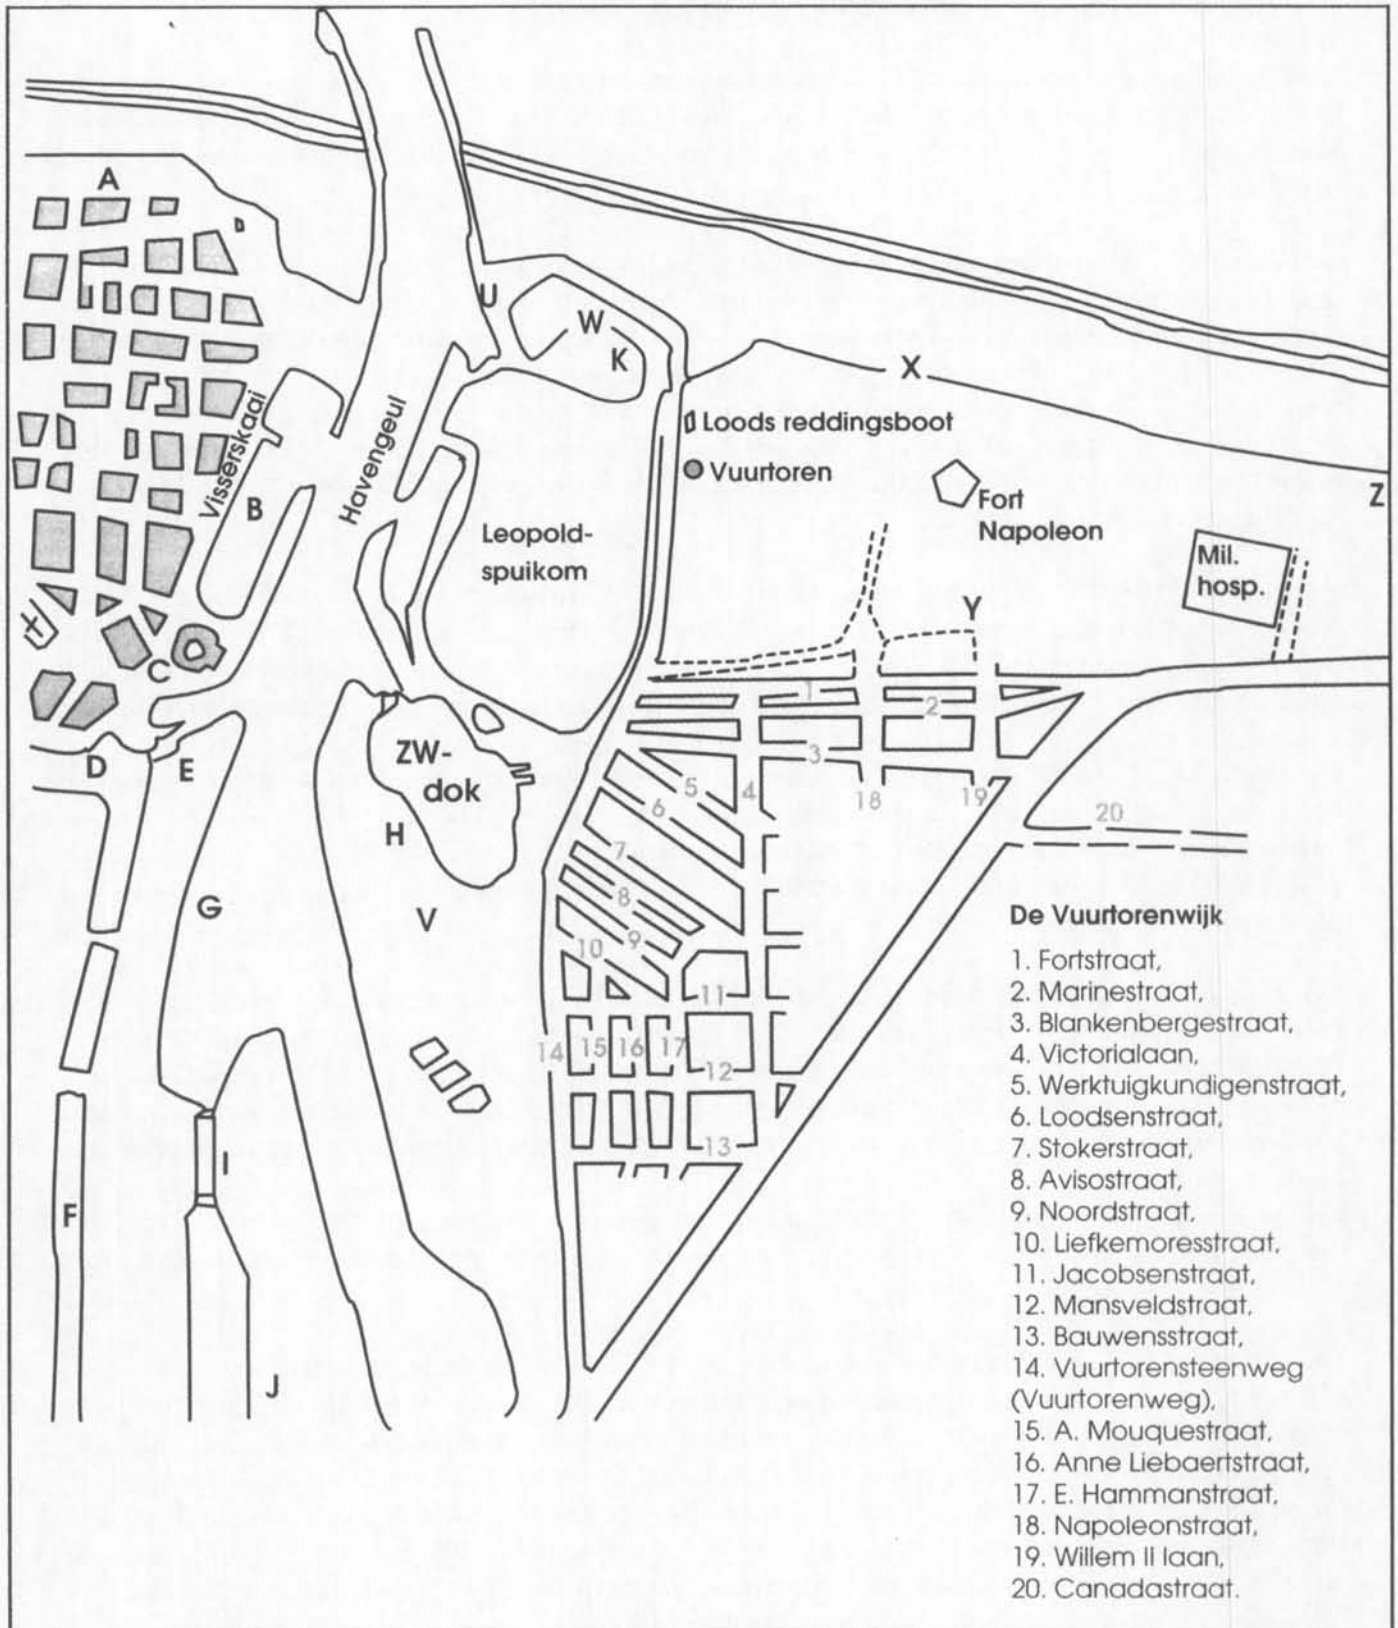 A
U
W
K
X
Visserskaai
B
Havengeul
Loods reddingsboot
Vuurtoren
Fort
Napoleon
Z
Leopold-
spuikom
Mil.
hosp.
Y
C
1
2
3
D
E
ZW-
dok
H
G
V
4
5
6
7
8
9
10
18
19
20
11
14
15
16
17
12
13
I
F
J
De Vuurtorenwijk
1. Fortstraat,
2. Marinestraat,
3. Blankenbergestraat,
4. Victorialaan,
5. Werktuigkundigenstraat,
6. Loodsenstraat,
7. Stokerstraat,
8. Avisostraat,
9. Noordstraat,
10. Liefkemoresstraat,
11. Jacobsenstraat,
12. Mansveldstraat,
13. Bauwensstraat,
14. Vuurtorensteenweg
(Vuurtorenweg),
15. A. Mouquestraat,
16. Anne Liebaertstraat,
17. E. Hammanstraat,
18. Napoleonstraat,
19. Willem II laan,
20. Canadastraat.